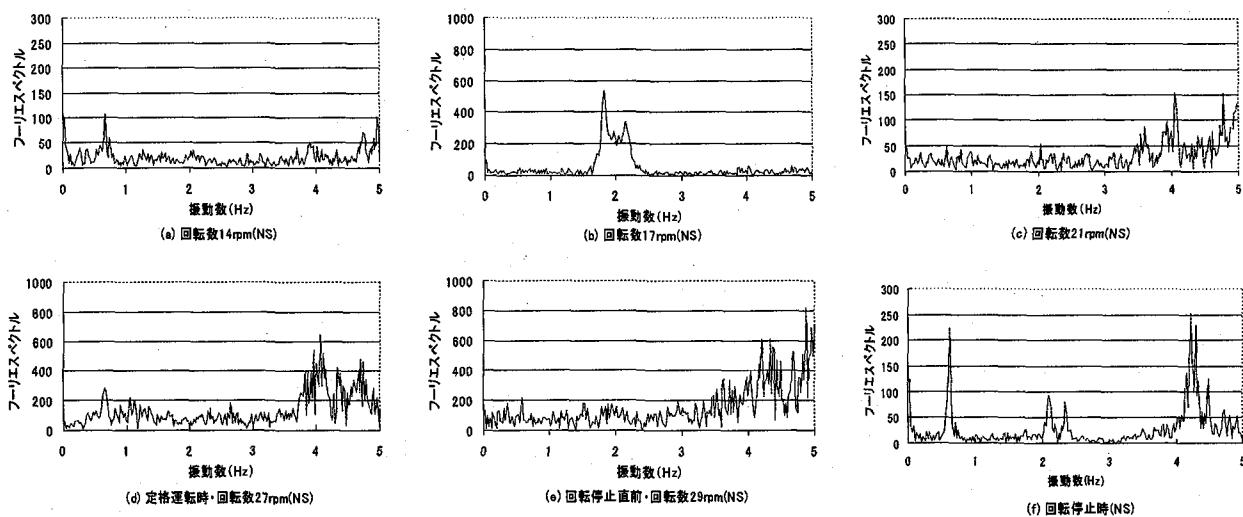 フーリエスペクトル
300
250
200
150
100
50
0
0 1 2 3 4 5
振動数(Hz)
(a) 回転数14rpm(NS)
フーリエスペクトル
1000
800
600
400
200
0
0 1 2 3 4 5
振動数(Hz)
(b) 回転数17rpm(NS)
フーリエスペクトル
300
250
200
150
100
50
0
0 1 2 3 4 5
振動数(Hz)
(c) 回転数21rpm(NS)
フーリエスペクトル
1000
800
600
400
200
0
0 1 2 3 4 5
振動数(Hz)
(d) 定格運転時・回転数27rpm(NS)
フーリエスペクトル
1000
800
600
400
200
0
0 1 2 3 4 5
振動数(Hz)
(e) 回転停止直前・回転数29rpm(NS)
フーリエスペクトル
300
250
200
150
100
50
0
0 1 2 3 4 5
振動数(Hz)
(f) 回転停止時(NS)